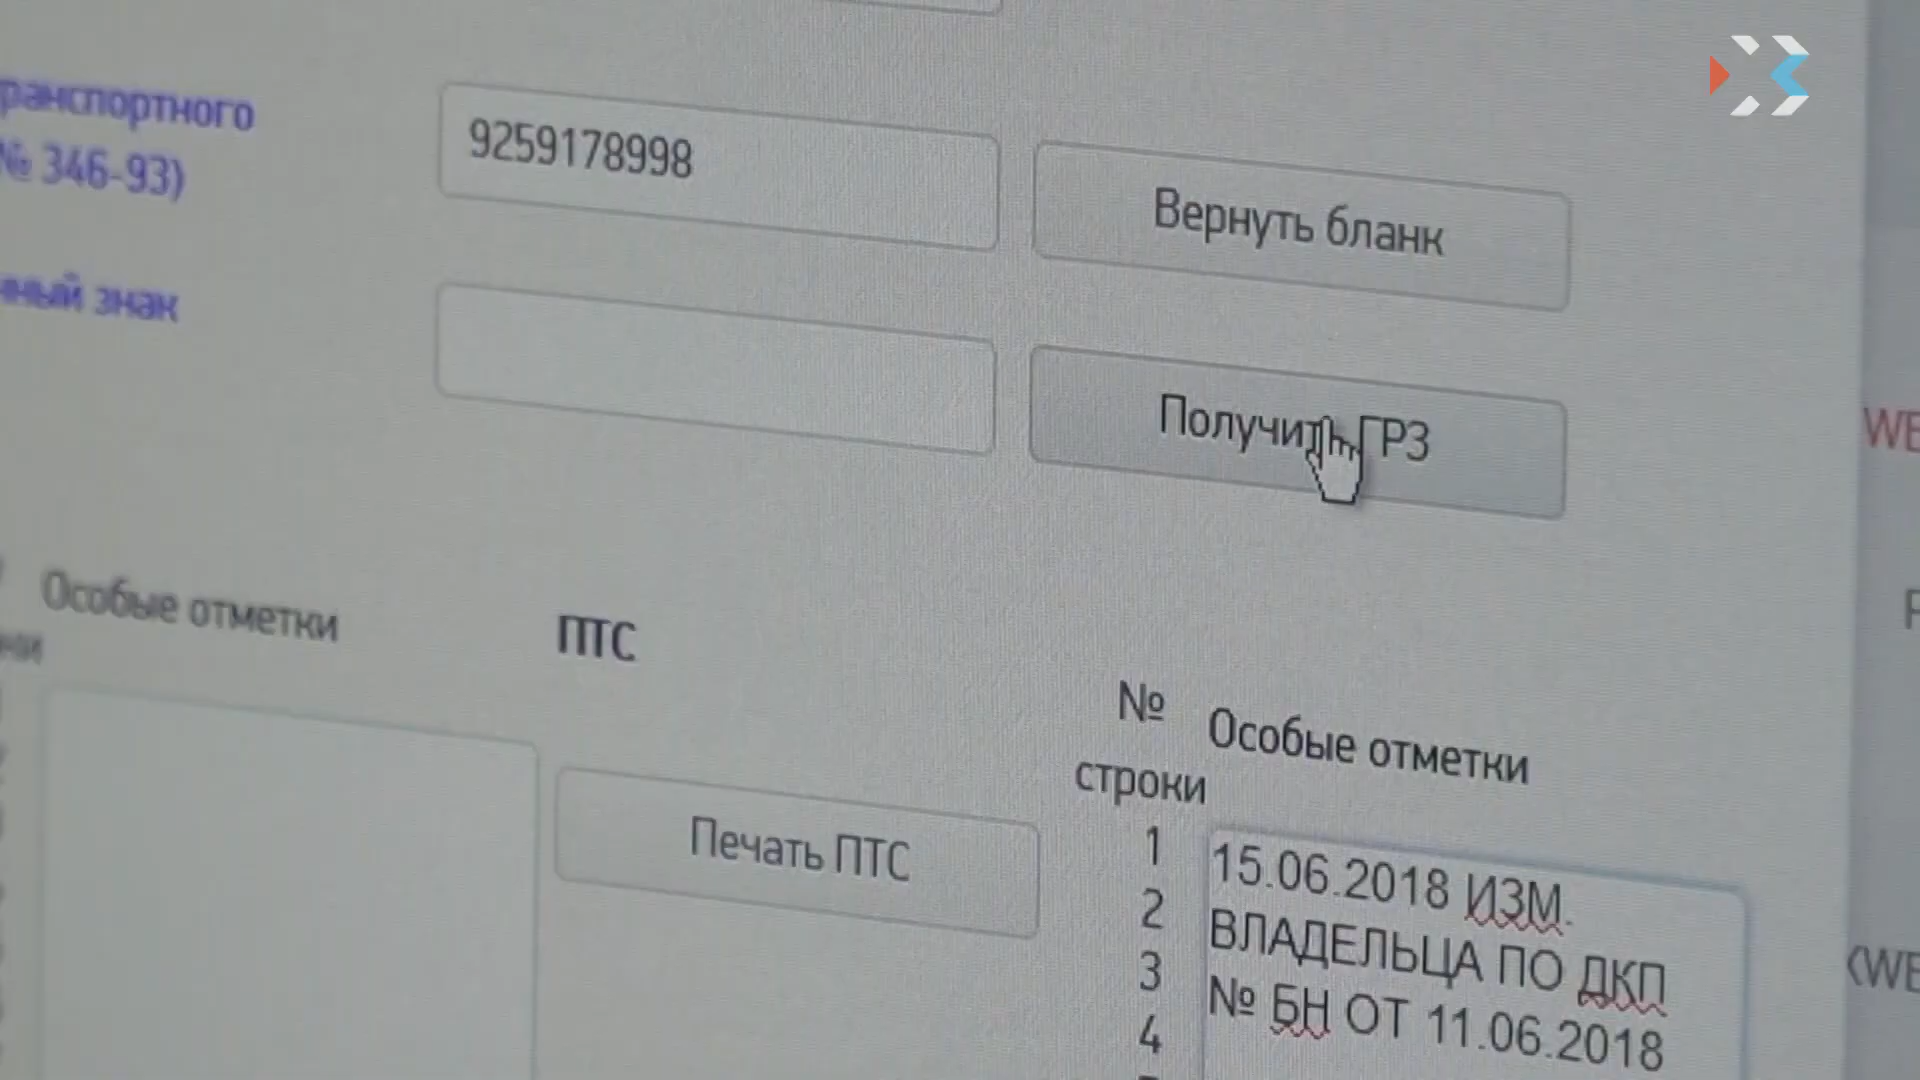 ранспортного
№ 346-93)
9259178998
Вернуть бланк
нный знак
Получить ГРЗ
WE
Особые отметки
ПТС
№
строки
Особые отметки
Печать ПТС
1
2
3
4
15.06.2018 ИЗМ.
ВЛАДЕЛЬЦА ПО ДКП
№ БН ОТ 11.06.2018
(WE